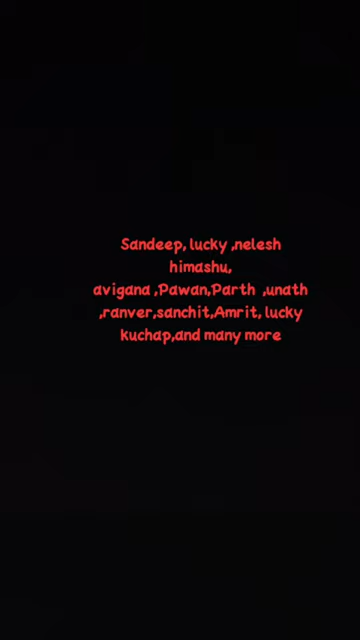 Sandeep, lucky ,nelesh
himashu,
avigana ,Pawan,Parth ,unath
,ranver,sanchit,Amrit, lucky
kuchap,and many more